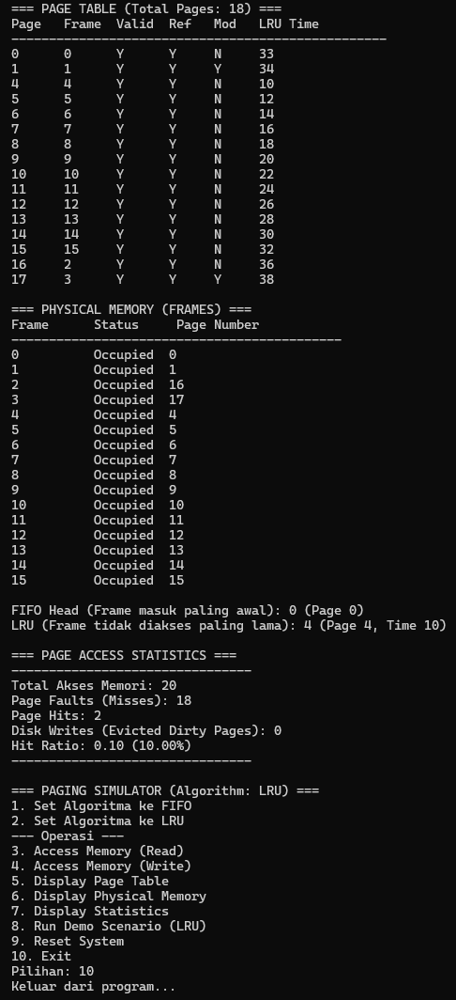 === PAGE TABLE (Total Pages: 18) ===
Page   Frame  Valid  Ref  Mod   LRU Time
--------------------------------------------------
0      0      Y      Y     N     33
1      1      Y      Y     Y     34
4      4      Y      Y     N     10
5      5      Y      Y     N     12
6      6      Y      Y     N     14
7      7      Y      Y     N     16
8      8      Y      Y     N     18
9      9      Y      Y     N     20
10     10     Y      Y     N     22
11     11     Y      Y     N     24
12     12     Y      Y     N     26
13     13     Y      Y     N     28
14     14     Y      Y     N     30
15     15     Y      Y     N     32
16     2      Y      Y     N     36
17     3      Y      Y     Y     38

=== PHYSICAL MEMORY (FRAMES) ===
Frame      Status     Page Number
--------------------------------------------
0          Occupied  0
1          Occupied  1
2          Occupied  16
3          Occupied  17
4          Occupied  4
5          Occupied  5
6          Occupied  6
7          Occupied  7
8          Occupied  8
9          Occupied  9
10         Occupied  10
11         Occupied  11
12         Occupied  12
13         Occupied  13
14         Occupied  14
15         Occupied  15

FIFO Head (Frame masuk paling awal): 0 (Page 0)
LRU (Frame tidak diakses paling lama): 4 (Page 4, Time 10)

=== PAGE ACCESS STATISTICS ===
--------------------------------
Total Akses Memori: 20
Page Faults (Misses): 18
Page Hits: 2
Disk Writes (Evicted Dirty Pages): 0
Hit Ratio: 0.10 (10.00%)
--------------------------------

=== PAGING SIMULATOR (Algorithm: LRU) ===
1. Set Algoritma ke FIFO
2. Set Algoritma ke LRU
--- Operasi ---
3. Access Memory (Read)
4. Access Memory (Write)
5. Display Page Table
6. Display Physical Memory
7. Display Statistics
8. Run Demo Scenario (LRU)
9. Reset System
10. Exit
Pilihan: 10
Keluar dari program...